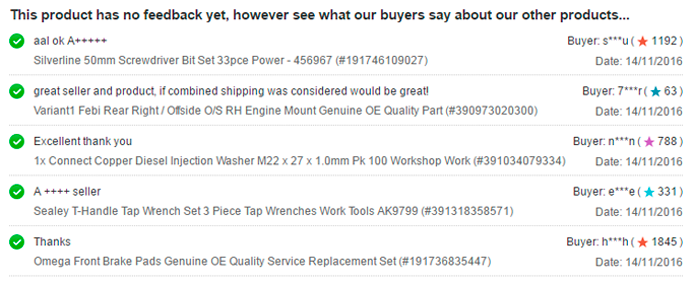 This product has no feedback yet, however see what our buyers say about our other products...
aal ok A+++++ Buyer: s***u ( ★ 1192)
Silverline 50mm Screwdriver Bit Set 33pce Power - 456967 (#191746109027) Date: 14/11/2016
great seller and product, if combined shipping was considered would be great! Buyer: 7***r ( ★ 63)
Variant1 Febi Rear Right / Offside O/S RH Engine Mount Genuine OE Quality Part (#390973020300) Date: 14/11/2016
Excellent thank you Buyer: n***n ( ★ 788)
1x Connect Copper Diesel Injection Washer M22 x 27 x 1.0mm Pk 100 Workshop Work (#391034079334) Date: 14/11/2016
A ++++ seller Buyer: e***e ( ★ 331)
Sealey T-Handle Tap Wrench Set 3 Piece Tap Wrenches Work Tools AK9799 (#391318358571) Date: 14/11/2016
Thanks Buyer: h***h ( ★ 1845)
Omega Front Brake Pads Genuine OE Quality Service Replacement Set (#191736835447) Date: 14/11/2016